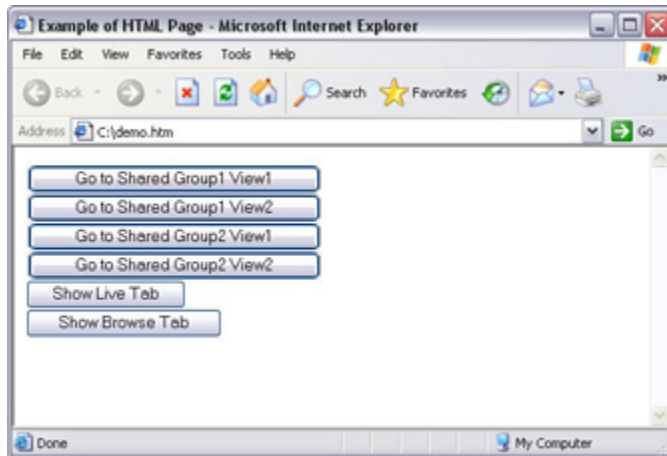 Example of HTML Page - Microsoft Internet Explorer
File Edit View Favorites Tools Help
Back Search Favorites
Address C:\demo.htm Go
Go to Shared Group1 View1
Go to Shared Group1 View2
Go to Shared Group2 View1
Go to Shared Group2 View2
Show Live Tab
Show Browse Tab
Done My Computer